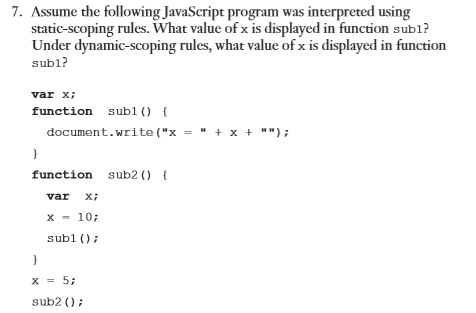 7. Assume the following JavaScript program was interpreted using
static-scoping rules. What value of x is displayed in function sub1?
Under dynamic-scoping rules, what value of x is displayed in function
sub1?
var x;
function sub1() {
document.write("x = " + x + "");
}
function sub2() {
var x;
x = 10;
sub1();
}
x = 5;
sub2();